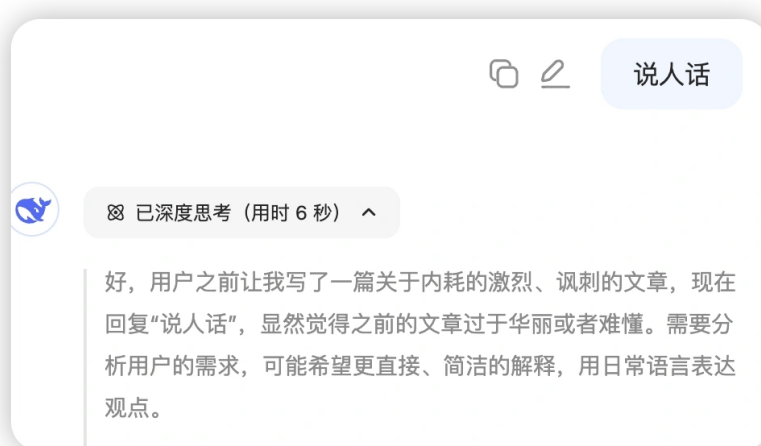 说人话
已深度思考（用时 6 秒）
好，用户之前让我写了一篇关于内耗的激烈、讽刺的文章，现在
回复“说人话”，显然觉得之前的文章过于华丽或者难懂。需要分
析用户的需求，可能希望更直接、简洁的解释，用日常语言表达
观点。